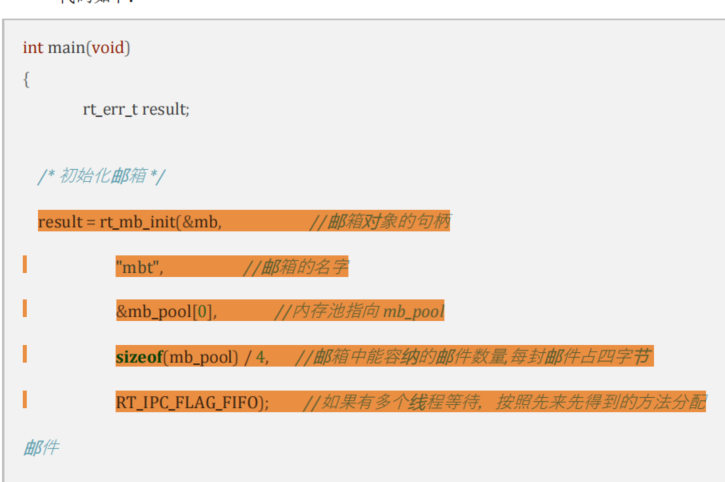 int main(void)
{
rt_err_t result;
/* 初始化邮箱 */
result = rt_mb_init(&mb, //邮箱对象的句柄
"mbt", //邮箱的名字
&mb_pool[0], //内存池指向 mb_pool
sizeof(mb_pool) / 4, //邮箱中能容纳的邮件数量,每封邮件占四字节
RT_IPC_FLAG_FIFO); //如果有多个线程等待，按照先来先得到的方法分配
邮件